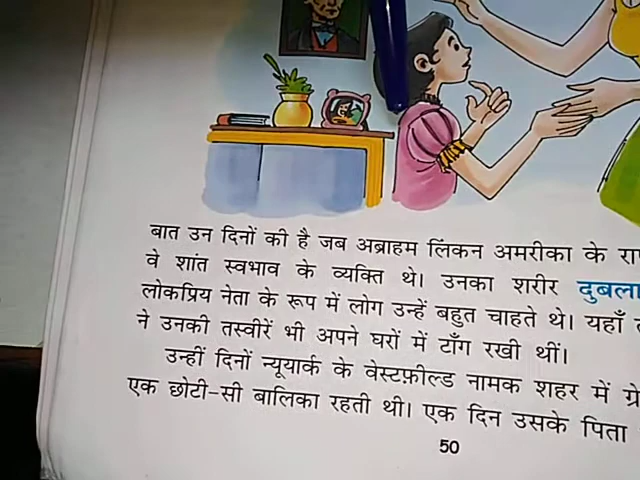 बात उन दिनों की है जब अब्राहम लिंकन अमरीका के
वे शांत स्वभाव के व्यक्ति थे। उनका शरीर दुबला
लोकप्रिय नेता के रूप में लोग उन्हें बहुत चाहते थे। यहाँ
ने उनकी तस्वीरें भी अपने घरों में टाँग रखी थीं।
उन्हीं दिनों न्यूयार्क के वेस्टफ़ील्ड नामक शहर में
एक छोटी-सी बालिका रहती थी। एक दिन उसके पिता
50